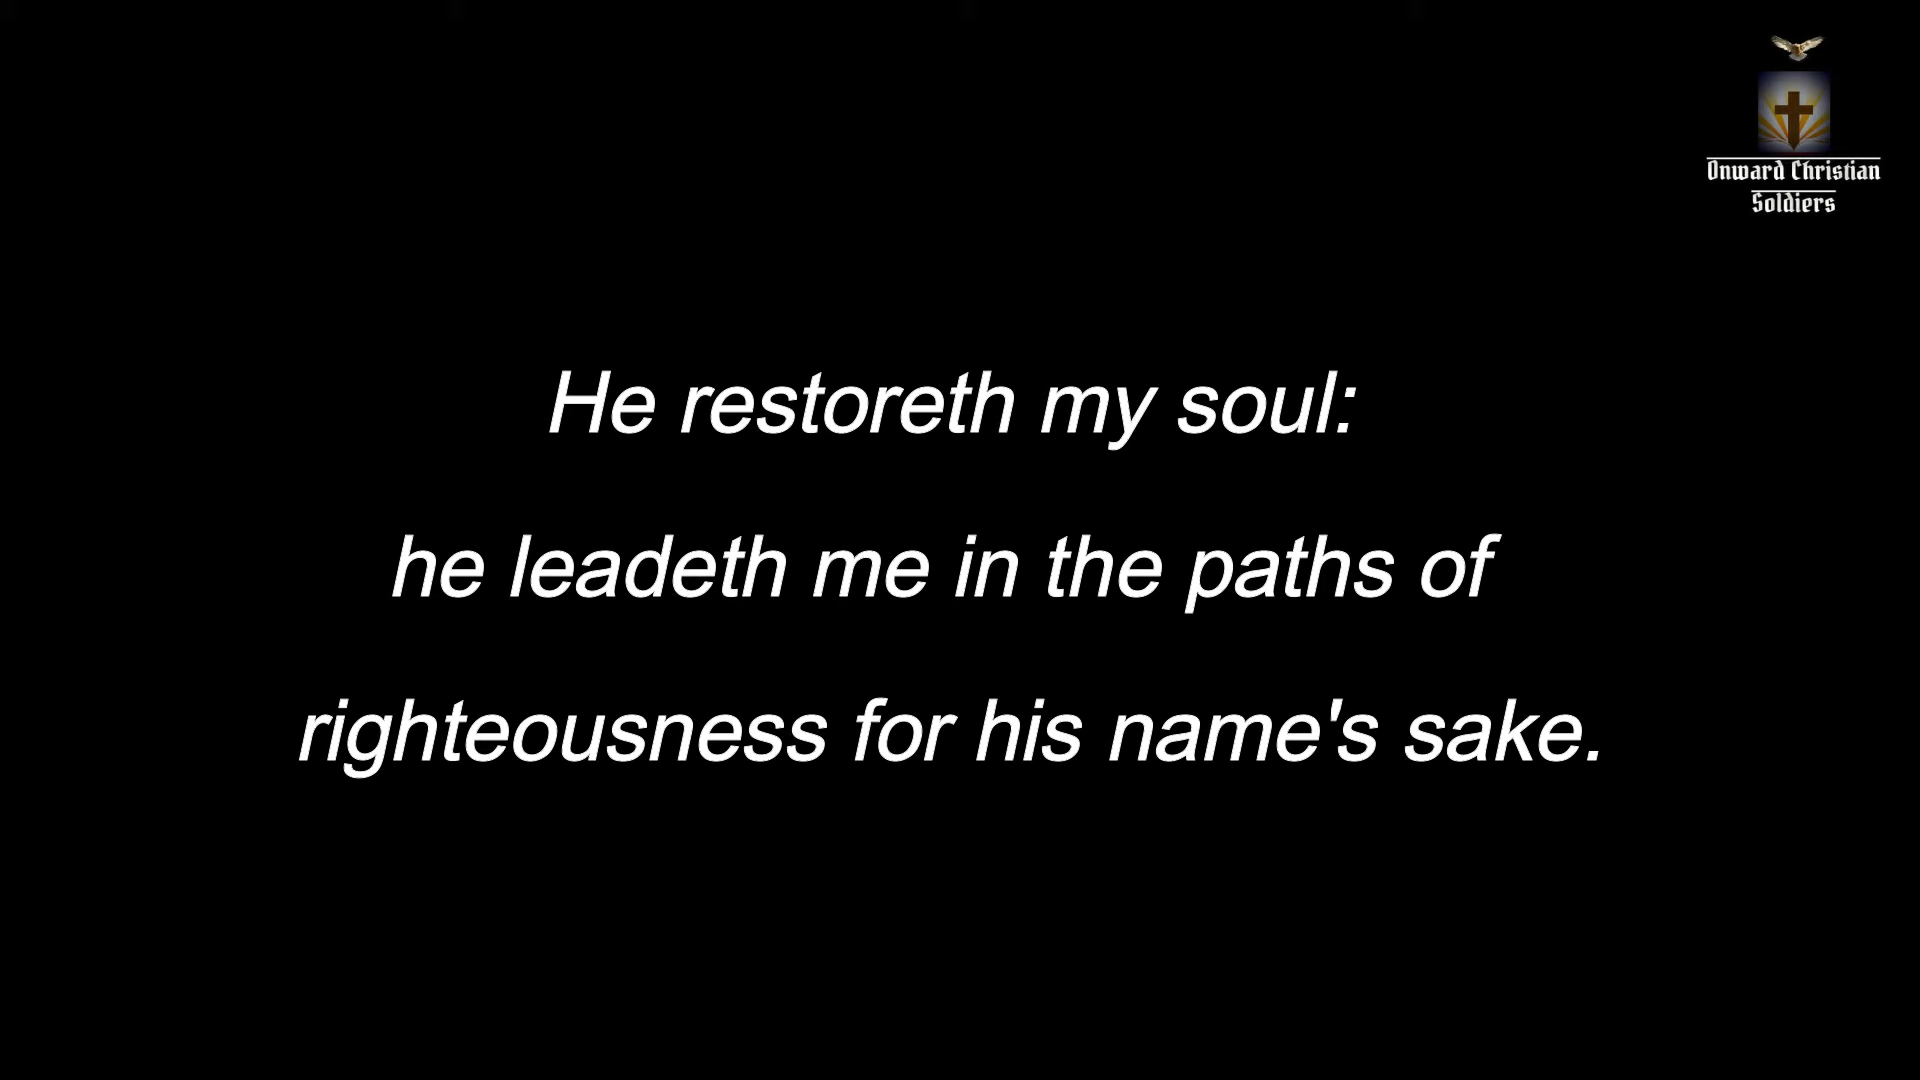 Onward Christian
Soldiers
He restoreth my soul:
he leadeth me in the paths of
righteousness for his name's sake.